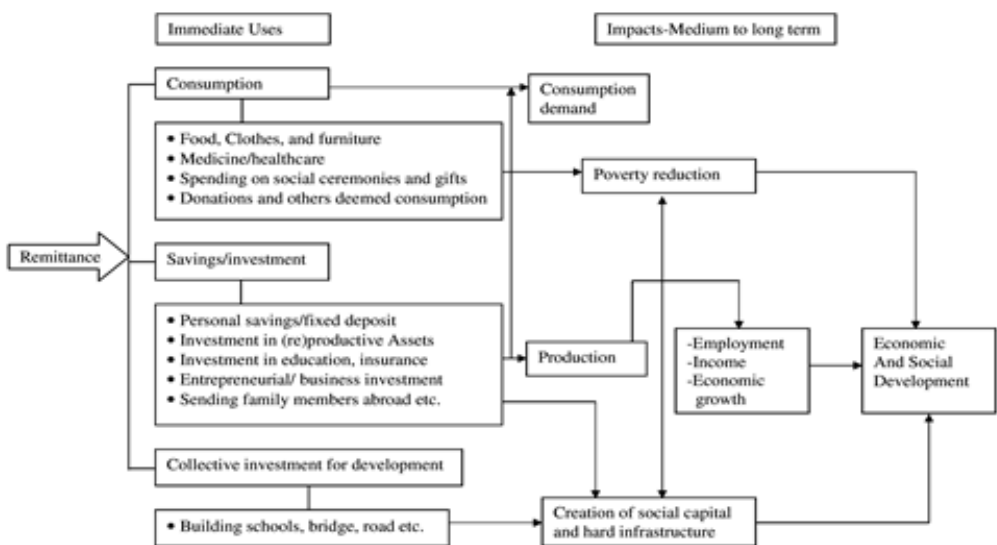 Immediate Uses
Impacts-Medium to long term
Consumption
Consumption
demand
• Food, Clothes, and furniture
• Medicine/healthcare
• Spending on social ceremonies and gifts
• Donations and others deemed consumption
Poverty reduction
Remittance
Savings/investment
• Personal savings/fixed deposit
• Investment in (re)productive Assets
• Investment in education, insurance
• Entrepreneurial/ business investment
• Sending family members abroad etc.
Production
-Employment
-Income
-Economic
growth
Economic
And Social
Development
Collective investment for development
• Building schools, bridge, road etc.
Creation of social capital
and hard infrastructure